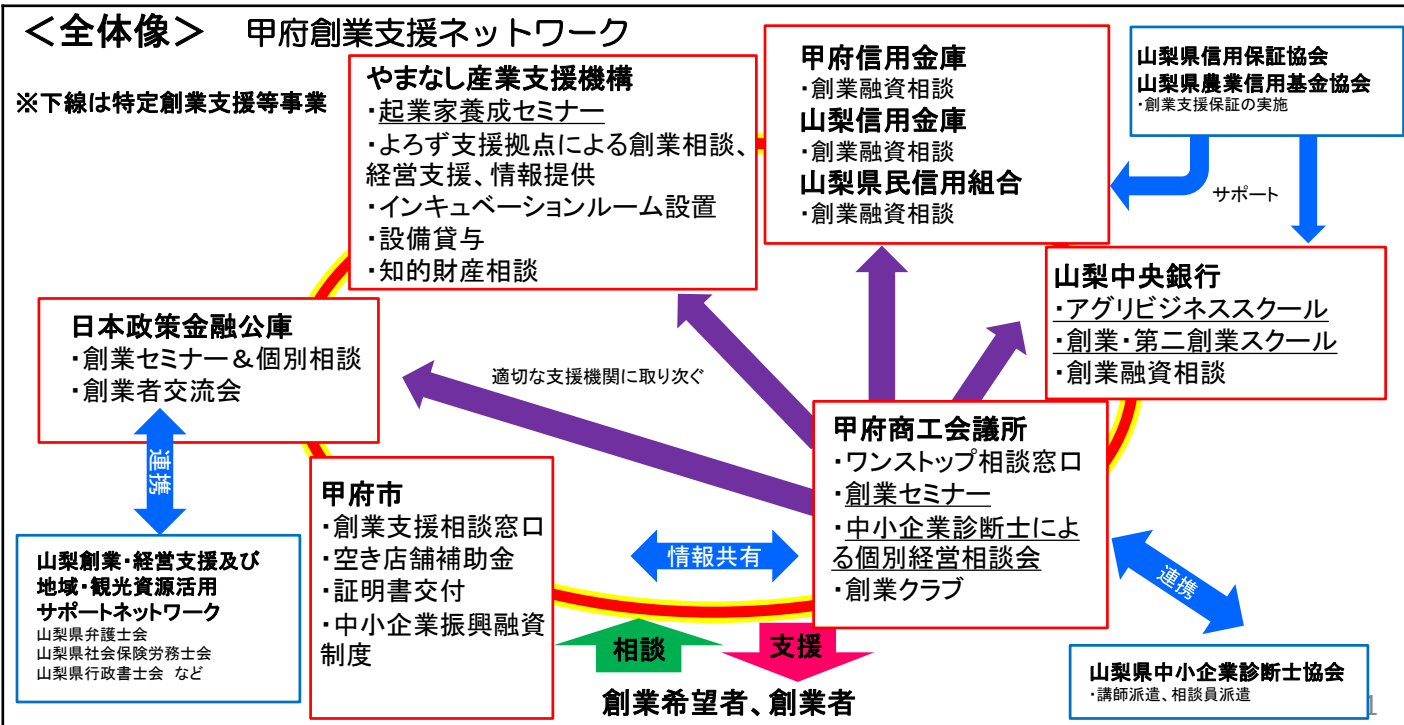 ＜全体像＞　甲府創業支援ネットワーク
※下線は特定創業支援等事業
やまなし産業支援機構
・起業家養成セミナー
・よろず支援拠点による創業相談、
経営支援、情報提供
・インキュベーションルーム設置
・設備貸与
・知的財産相談
甲府信用金庫
・創業融資相談
山梨信用金庫
・創業融資相談
山梨県民信用組合
・創業融資相談
山梨県信用保証協会
山梨県農業信用基金協会
・創業支援保証の実施
サポート
山梨中央銀行
・アグリビジネススクール
・創業・第二創業スクール
・創業融資相談
日本政策金融公庫
・創業セミナー＆個別相談
・創業者交流会
適切な支援機関に取り次ぐ
連携
甲府市
・創業支援相談窓口
・空き店舗補助金
・証明書交付
・中小企業振興融資
制度
情報共有
甲府商工会議所
・ワンストップ相談窓口
・創業セミナー
・中小企業診断士によ
る個別経営相談会
・創業クラブ
連携
山梨創業・経営支援及び
地域・観光資源活用
サポートネットワーク
山梨県弁護士会
山梨県社会保険労務士会
山梨県行政書士会　など
相談
支援
創業希望者、創業者
山梨県中小企業診断士協会
・講師派遣、相談員派遣
1